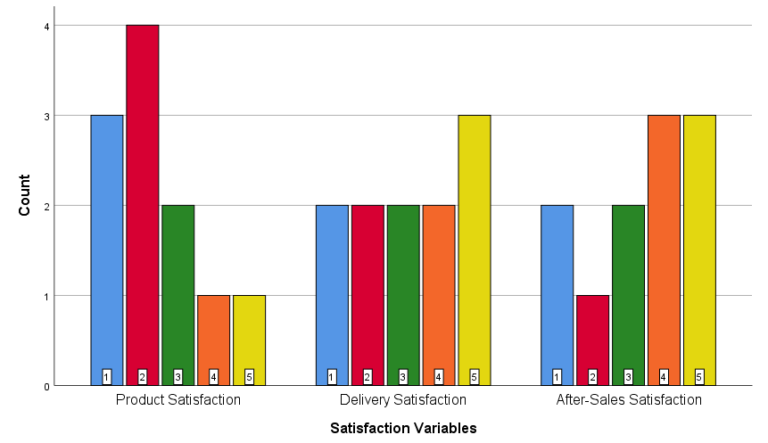 4
3
2
1
0
Count
1 2 3 4 5
1 2 3 4 5
1 2 3 4 5
Product Satisfaction
Delivery Satisfaction
After-Sales Satisfaction
Satisfaction Variables